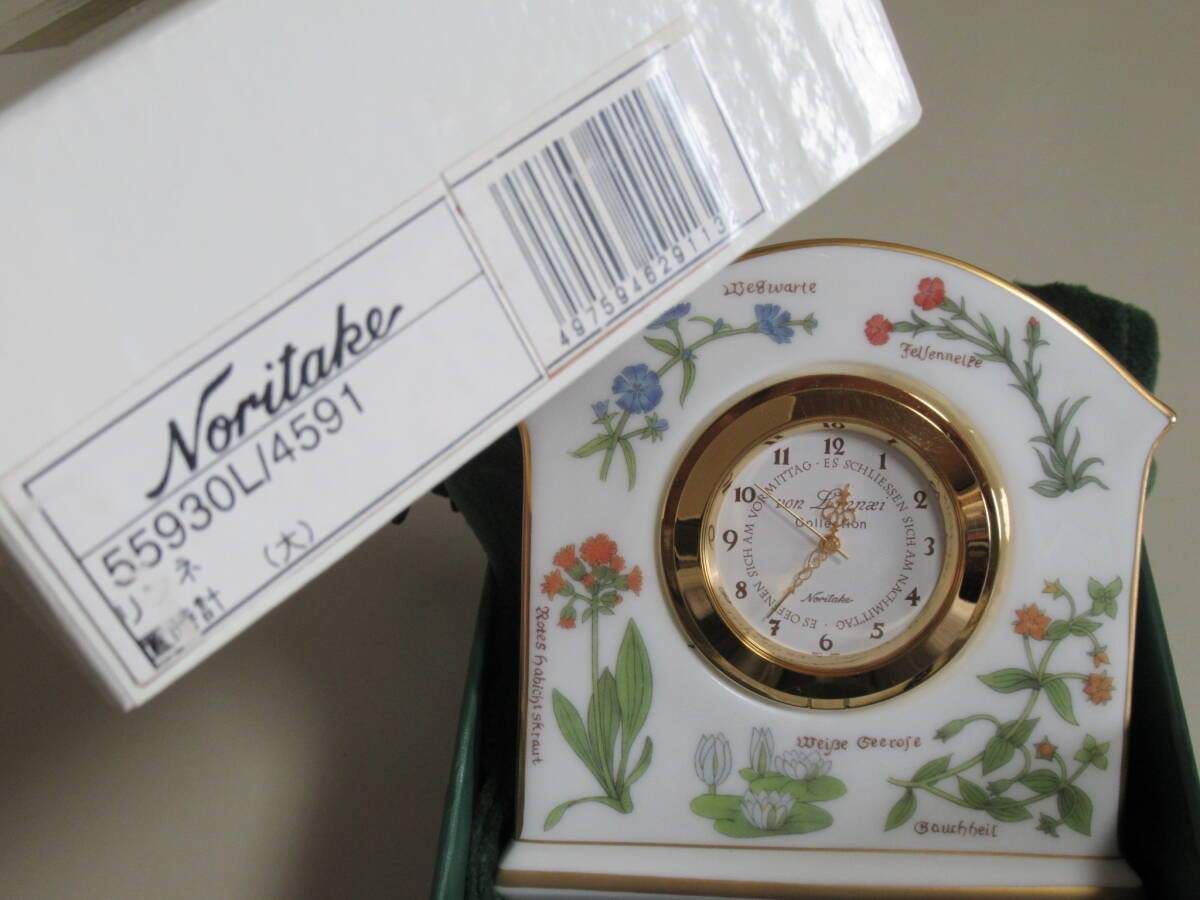 4975946291132
Noritake
55930L/4591
リンネ
(大)
置時計
Wegwarte
Felsennelke
Rotes Habichtskraut
Weiße Seerose
Gauchheil
ES OEFFNEN SICH AM VORMITTAG · ES SCHLIESSEN SICH AM NACHMITTAG ·
12
1
2
3
4
5
6
7
8
9
10
11
von Linnæi
Collection
Noritake